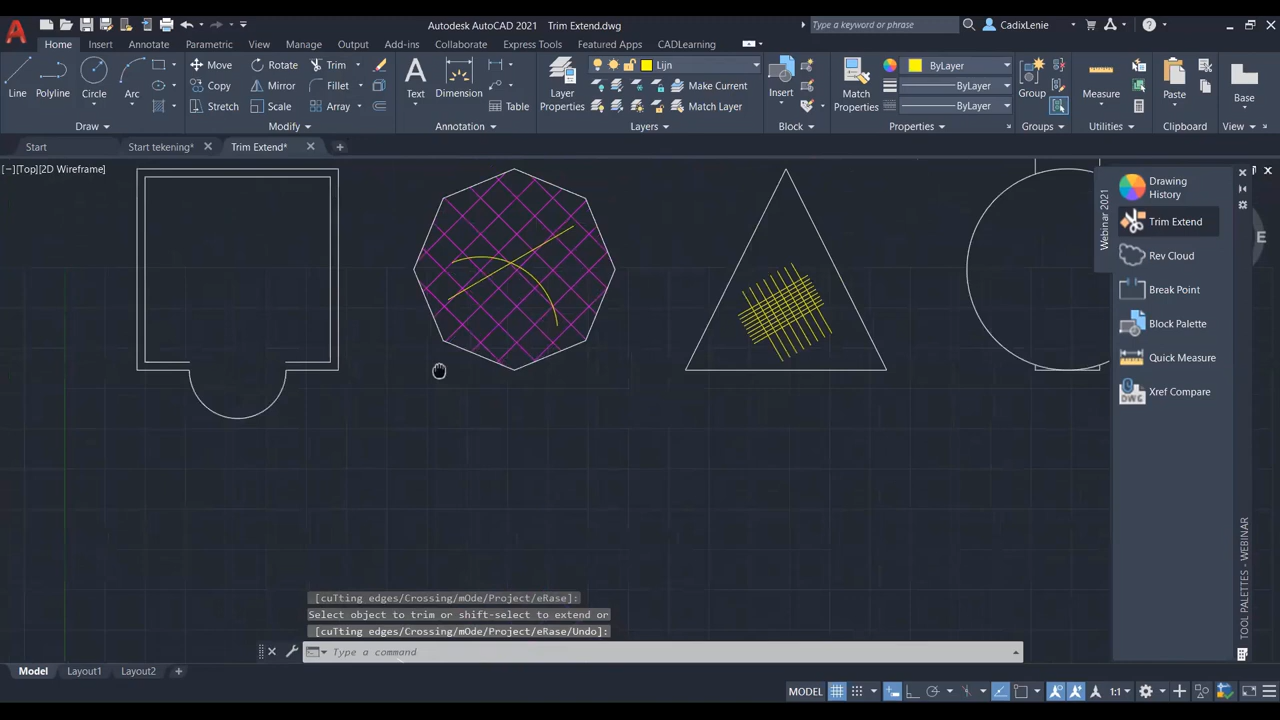 Autodesk AutoCAD 2021 Trim Extend.dwg
Type a keyword or phrase
CadixLenie
Home Insert Annotate Parametric View Manage Output Add-ins Collaborate Express Tools Featured Apps CADLearning
Line Polyline Circle Arc
Move Rotate Trim
Copy Mirror Fillet
Stretch Scale Array
Text Dimension Table
Layer Properties
Lijn
Make Current
Match Layer
Insert
Match Properties
ByLayer
ByLayer
ByLayer
Group Measure Paste Base
Draw Modify Annotation Layers Block Properties Groups Utilities Clipboard View
Start Start tekening* Trim Extend*
[−][Top][2D Wireframe]
Webinar 2021
Drawing History
Trim Extend
Rev Cloud
Break Point
Block Palette
Quick Measure
DWG
Xref Compare
E
TOOL PALETTES - WEBINAR
[cuTting edges/Crossing/mOde/Project/eRase]:
Select object to trim or shift-select to extend or
[cuTting edges/Crossing/mOde/Project/eRase/Undo]:
Type a command
Model Layout1 Layout2
MODEL 1:1